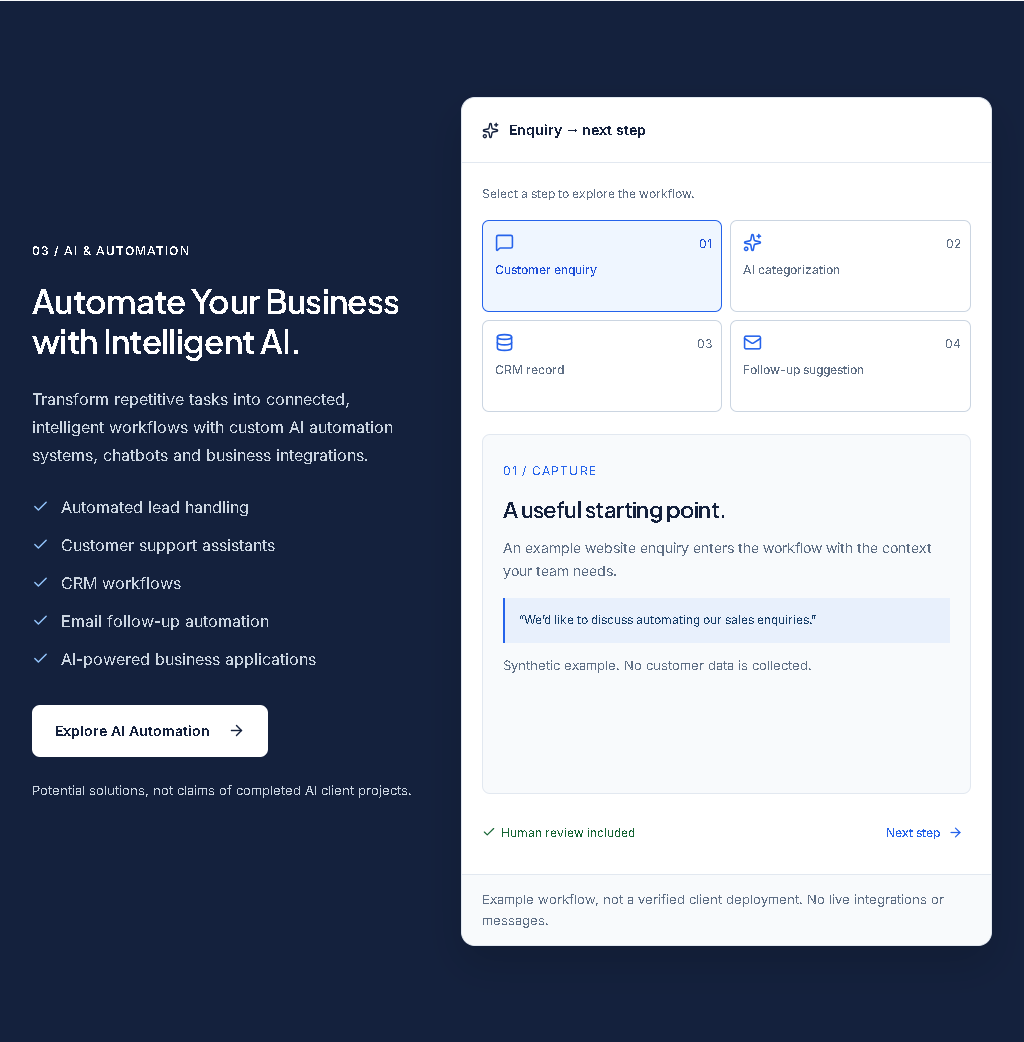 03 / AI & AUTOMATION
Automate Your Business
with Intelligent AI.
Transform repetitive tasks into connected,
intelligent workflows with custom AI automation
systems, chatbots and business integrations.
Automated lead handling
Customer support assistants
CRM workflows
Email follow-up automation
AI-powered business applications
Explore AI Automation
Potential solutions, not claims of completed AI client projects.
Enquiry → next step
Select a step to explore the workflow.
01
Customer enquiry
02
AI categorization
03
CRM record
04
Follow-up suggestion
01 / CAPTURE
A useful starting point.
An example website enquiry enters the workflow with the context
your team needs.
“We’d like to discuss automating our sales enquiries.”
Synthetic example. No customer data is collected.
Human review included
Next step
Example workflow, not a verified client deployment. No live integrations or
messages.